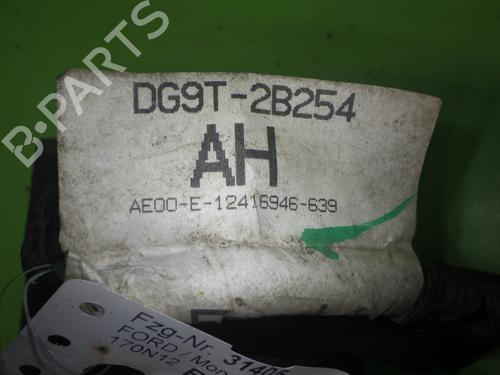 B-PARTS
DG9T-2B254
AH
AE00-E-12416946-639
Fzg-Nr. 31406
FORD / Mon
170N12